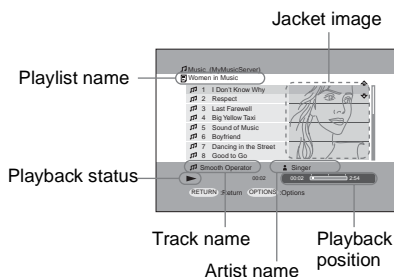 Jacket image
Music (MyMusicServer)
Playlist name
Women in Music
1 I Don't Know Why
2 Respect
3 Last Farewell
4 Big Yellow Taxi
5 Sound of Music
6 Boyfriend
7 Dancing in the Street
8 Good to Go
Smooth Operator
Singer
Playback status
00:02
00:02
2:54
RETURN :Return OPTIONS :Options
Track name
Artist name
Playback
position